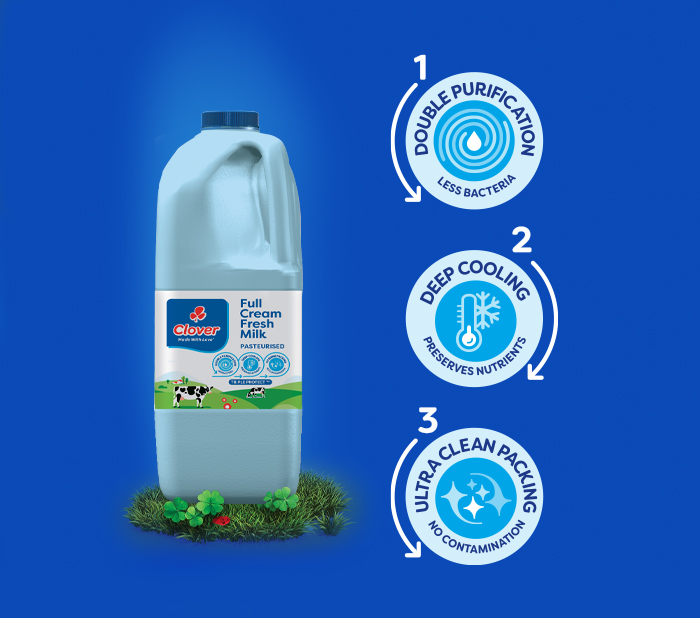 1
DOUBLE PURIFICATION
LESS BACTERIA
2
DEEP COOLING
PRESERVES NUTRIENTS
3
ULTRA CLEAN PACKING
NO CONTAMINATION
Clover
Made With Love
Full
Cream
Fresh
Milk
PASTEURISED
TRIPLE PROTECT™